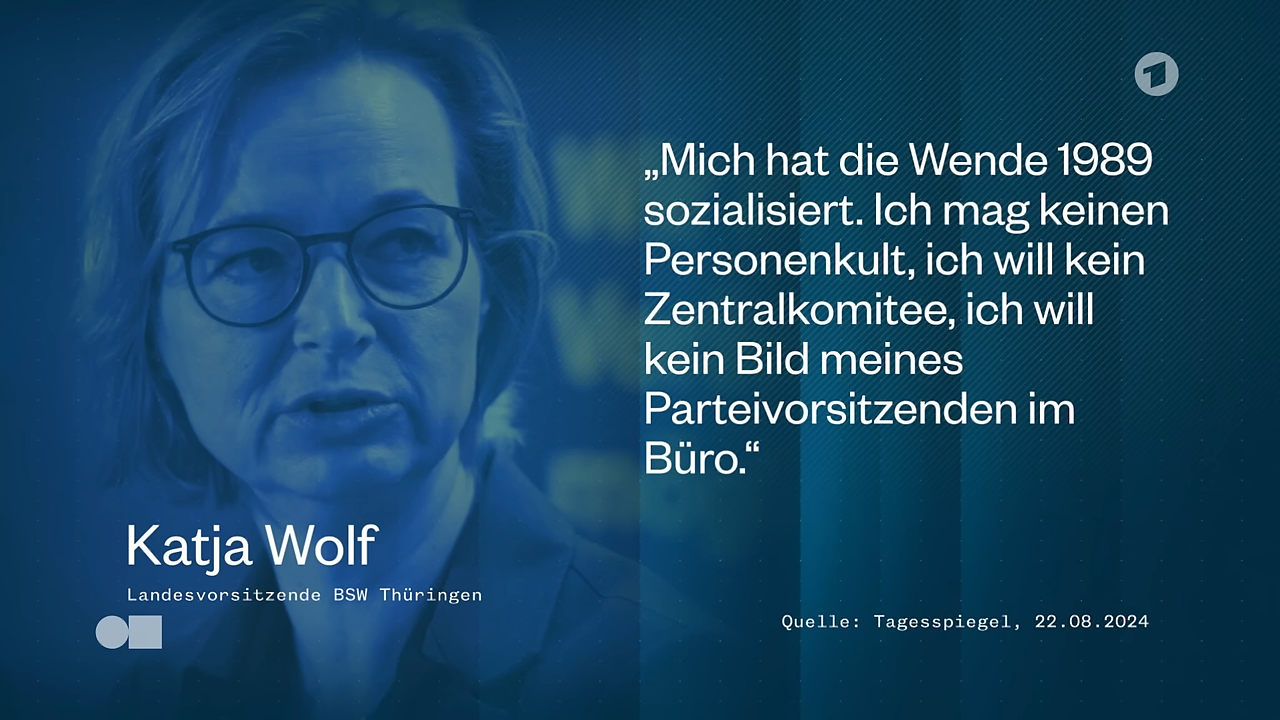 „Mich hat die Wende 1989
sozialisiert. Ich mag keinen
Personenkult, ich will kein
Zentralkomitee, ich will
kein Bild meines
Parteivorsitzenden im
Büro.“
Katja Wolf
Landesvorsitzende BSW Thüringen
Quelle: Tagesspiegel, 22.08.2024
1